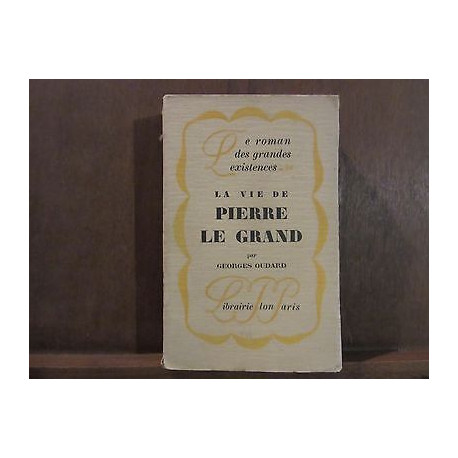 Le roman
des grandes
existences
LA VIE DE
PIERRE
LE GRAND
par
GEORGES OUDARD
Librairie Plon Paris